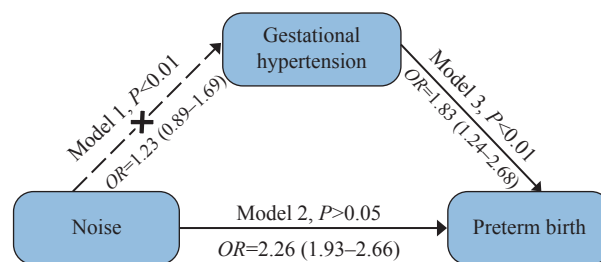 Gestational
hypertension
Model 1, P<0.01
OR=1.23 (0.89–1.69)
Model 3, P<0.01
OR=1.83 (1.24–2.68)
Noise
Model 2, P>0.05
OR=2.26 (1.93–2.66)
Preterm birth